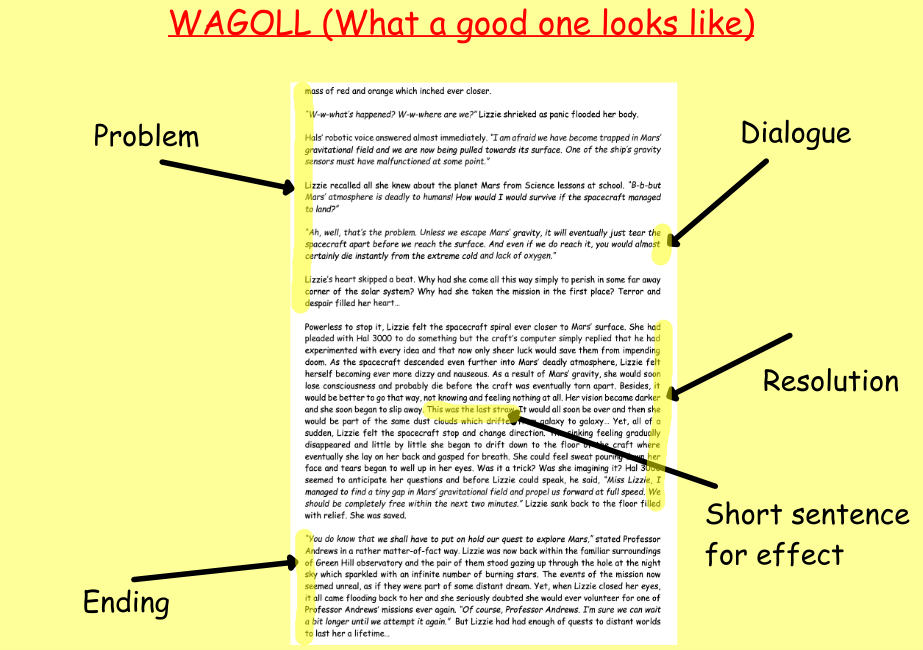 WAGOLL (What a good one looks like)
mass of red and orange which inched ever closer.
"W-w-what's happened? W-w-where are we?" Lizzie shrieked as panic flooded her body.
Hals' robotic voice answered almost immediately. "I am afraid we have become trapped in Mars'
gravitational field and we are now being pulled towards its surface. One of the ship's gravity
sensors must have malfunctioned at some point."
Lizzie recalled all she knew about the planet Mars from Science lessons at school. "B-b-but
Mars' atmosphere is deadly to humans! How would I would survive if the spacecraft managed
to land?"
"Ah, well, that's the problem. Unless we escape Mars' gravity, it will eventually just tear the
spacecraft apart before we reach the surface. And even if we do reach it, you would almost
certainly die instantly from the extreme cold and lack of oxygen."
Lizzie's heart skipped a beat. Why had she come all this way simply to perish in some far away
corner of the solar system? Why had she taken the mission in the first place? Terror and
despair filled her heart...
Powerless to stop it, Lizzie felt the spacecraft spiral ever closer to Mars' surface. She had
pleaded with Hal 3000 to do something but the craft's computer simply replied that he had
experimented with every idea and that now only sheer luck would save them from impending
doom. As the spacecraft descended even further into Mars' deadly atmosphere, Lizzie felt
herself becoming ever more dizzy and nauseous. As a result of Mars' gravity, she would soon
lose consciousness and probably die before the craft was eventually torn apart. Besides, it
would be better to go that way, not knowing and feeling nothing at all. Her vision became darker
and she soon began to slip away. This was the last straw. It would all soon be over and then she
would be part of the same dust clouds which drifted from galaxy to galaxy... Yet, all of a
sudden, Lizzie felt the spacecraft stop and change direction. The sinking feeling gradually
disappeared and little by little she began to drift down to the floor of the craft where
eventually she lay on her back and gasped for breath. She could feel sweat pouring down her
face and tears began to well up in her eyes. Was it a trick? Was she imagining it? Hal 3000
seemed to anticipate her questions and before Lizzie could speak, he said, "Miss Lizzie, I
managed to find a tiny gap in Mars' gravitational field and propel us forward at full speed. We
should be completely free within the next two minutes." Lizzie sank back to the floor filled
with relief. She was saved.
"You do know that we shall have to put on hold our quest to explore Mars," stated Professor
Andrews in a rather matter-of-fact way. Lizzie was now back within the familiar surroundings
of Green Hill observatory and the pair of them stood gazing up through the hole at the night
sky which sparkled with an infinite number of burning stars. The events of the mission now
seemed unreal, as if they were part of some distant dream. Yet, when Lizzie closed her eyes,
it all came flooding back to her and she seriously doubted she would ever volunteer for one of
Professor Andrews' missions ever again. "Of course, Professor Andrews. I'm sure we can wait
a bit longer until we attempt it again." But Lizzie had had enough of quests to distant worlds
to last her a lifetime...
Problem
Dialogue
Resolution
Short sentence
for effect
Ending